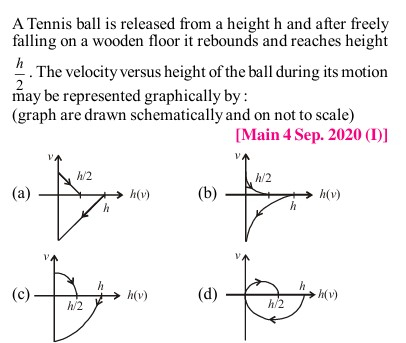 A Tennis ball is released from a height h and after freely
falling on a wooden floor it rebounds and reaches height
h/2 . The velocity versus height of the ball during its motion
may be represented graphically by :
(graph are drawn schematically and on not to scale)
[Main 4 Sep. 2020 (I)]
(a) v h/2 h h(v)
(b) v h/2 h h(v)
(c) v h/2 h h(v)
(d) v h/2 h h(v)